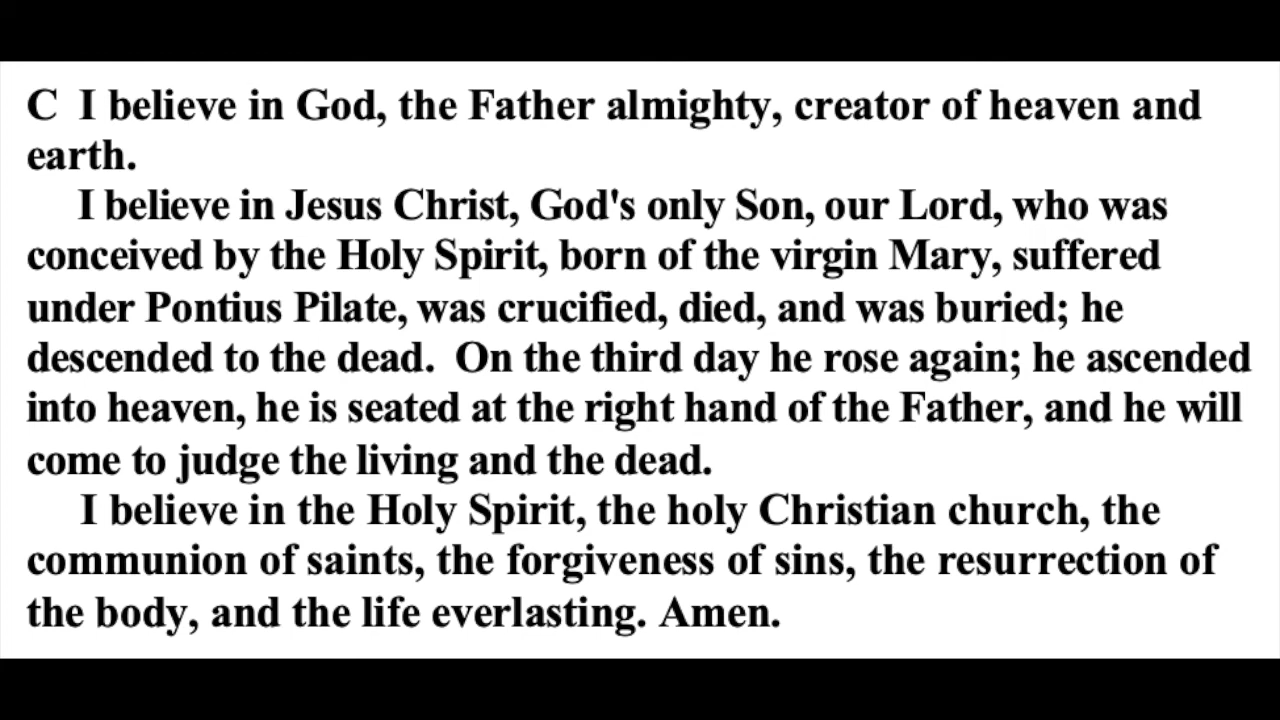 C I believe in God, the Father almighty, creator of heaven and
earth.
I believe in Jesus Christ, God's only Son, our Lord, who was
conceived by the Holy Spirit, born of the virgin Mary, suffered
under Pontius Pilate, was crucified, died, and was buried; he
descended to the dead. On the third day he rose again; he ascended
into heaven, he is seated at the right hand of the Father, and he will
come to judge the living and the dead.
I believe in the Holy Spirit, the holy Christian church, the
communion of saints, the forgiveness of sins, the resurrection of
the body, and the life everlasting. Amen.